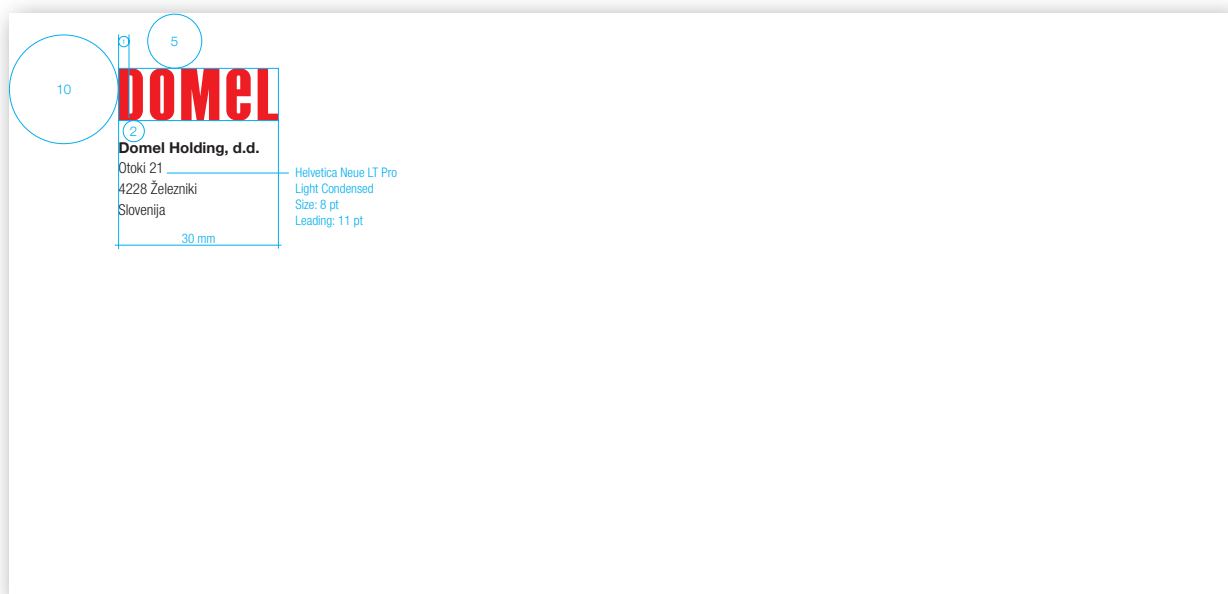 1
5
10
DOMEL
2
Domel Holding, d.d.
Otoki 21
4228 Železniki
Slovenija
Helvetica Neue LT Pro
Light Condensed
Size: 8 pt
Leading: 11 pt
30 mm